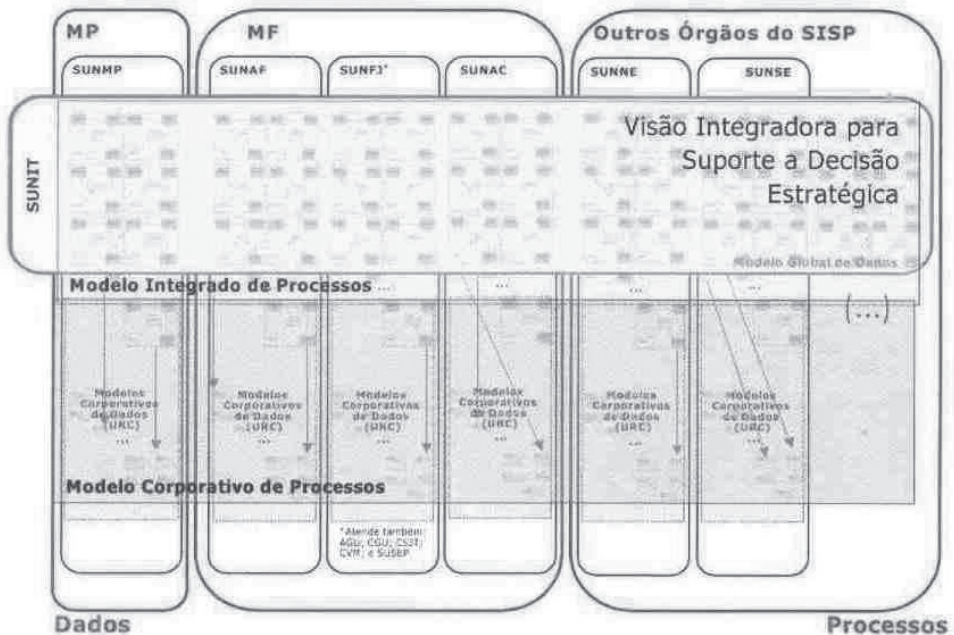 MP
MF
Outros Órgãos do SISP
SUNMP
SUNAF
SUNFJ*
SUNAC
SUNNE
SUNSE
SUNIT
Visão Integradora para
Suporte a Decisão
Estratégica
Modelo Global de Dados
Modelo Integrado de Processos
...
...
...
...
(...)
Modelos
Corporativos
de Dados
(URC)
...
Modelos
Corporativos
de Dados
(URC)
...
Modelos
Corporativos
de Dados
(URC)
...
Modelos
Corporativos
de Dados
(URC)
...
Modelos
Corporativos
de Dados
(URC)
...
Modelos
Corporativos
de Dados
(URC)
...
Modelo Corporativo de Processos
*Atende também
AGU; CGU; CSJT;
CVM; e SUSEP
Dados
Processos